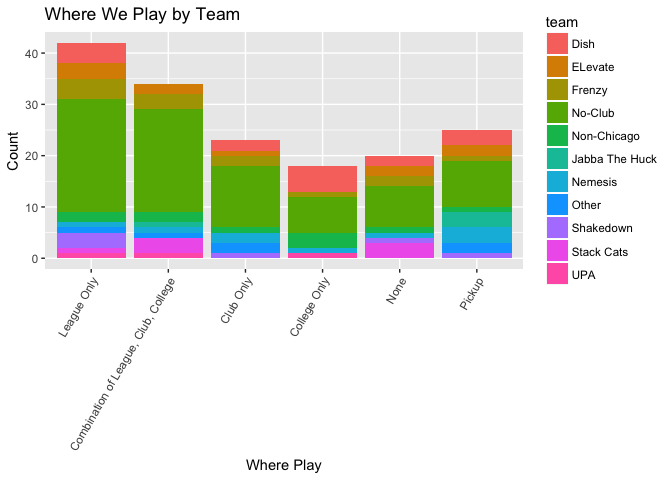 Where We Play by Team
Count
40
30
20
10
0
League Only
Combination of League, Club, College
Club Only
College Only
None
Pickup
Where Play
team
Dish
ELevate
Frenzy
No-Club
Non-Chicago
Jabba The Huck
Nemesis
Other
Shakedown
Stack Cats
UPA